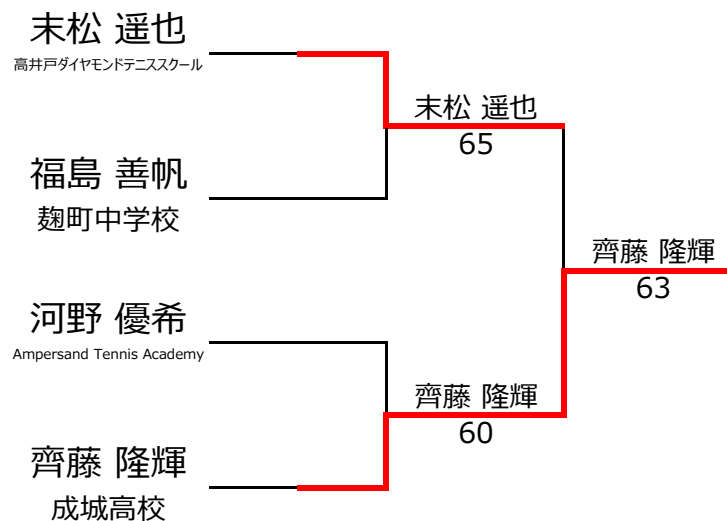 末松 遥也
高井戸ダイヤモンドテニススクール
末松 遥也
65
福島 善帆
麹町中学校
齊藤 隆輝
63
河野 優希
Ampersand Tennis Academy
齊藤 隆輝
60
齊藤 隆輝
成城高校